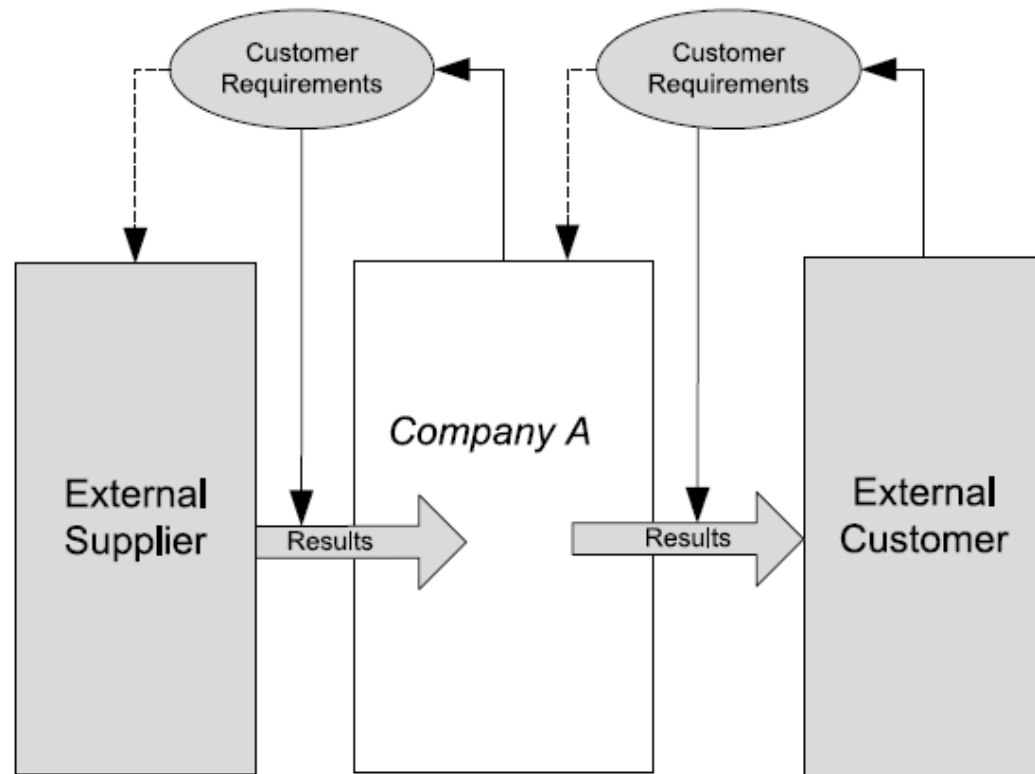 Customer
Requirements
Customer
Requirements
External
Supplier
Results
Company A
Results
External
Customer